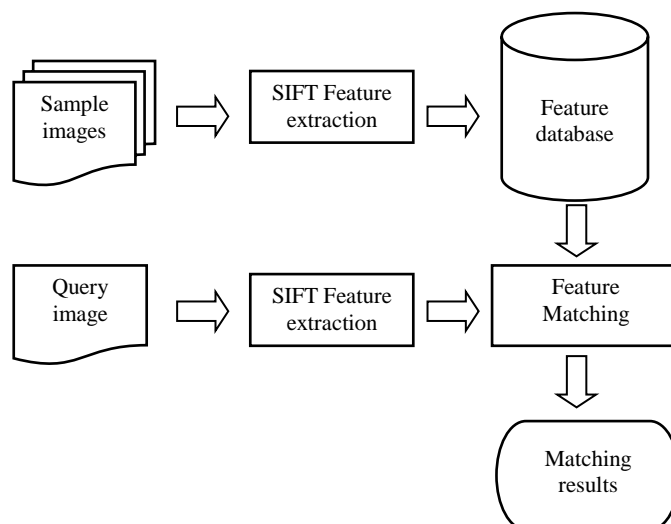 Sample
images
SIFT Feature
extraction
Feature
database
Query
image
SIFT Feature
extraction
Feature
Matching
Matching
results